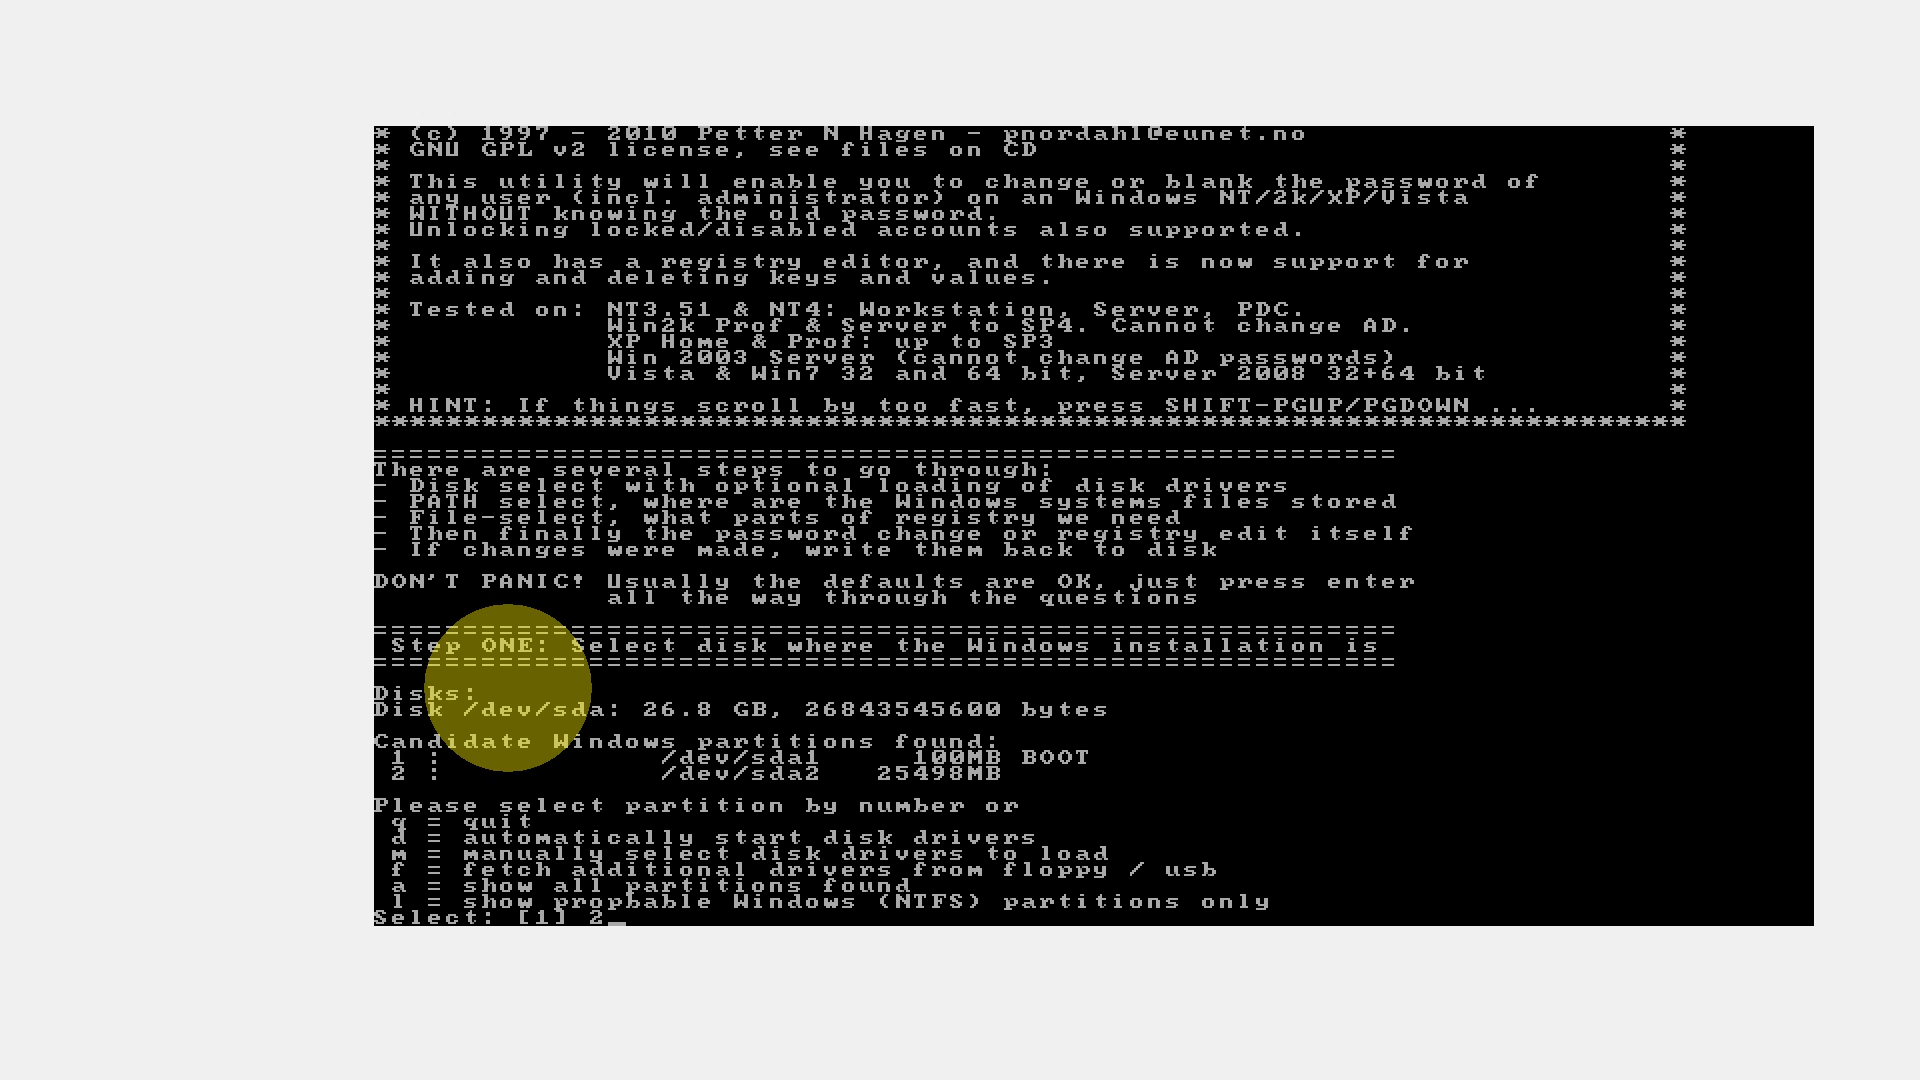 * (c) 1997 - 2010 Petter N Hagen - pnordahl@eunet.no *
* GNU GPL v2 license, see files on CD *
* *
* This utility will enable you to change or blank the password of *
* any user (incl. administrator) on an Windows NT/2k/XP/Vista *
* WITHOUT knowing the old password. *
* Unlocking locked/disabled accounts also supported. *
* *
* It also has a registry editor, and there is now support for *
* adding and deleting keys and values. *
* *
* Tested on: NT3.51 & NT4: Workstation, Server, PDC. *
* Win2k Prof & Server to SP4. Cannot change AD. *
* XP Home & Prof: up to SP3 *
* Win 2003 Server (cannot change AD passwords) *
* Vista & Win7 32 and 64 bit, Server 2008 32+64 bit *
* *
* HINT: If things scroll by too fast, press SHIFT-PGUP/PGDOWN ... *
*************************************************************************
=========================================================
There are several steps to go through:
- Disk select with optional loading of disk drivers
- PATH select, where are the Windows systems files stored
- File-select, what parts of registry we need
- Then finally the password change or registry edit itself
- If changes were made, write them back to disk
DON'T PANIC! Usually the defaults are OK, just press enter
all the way through the questions
=========================================================
Step ONE: Select disk where the Windows installation is
=========================================================
Disks:
Disk /dev/sda: 26.8 GB, 26843545600 bytes
Candidate Windows partitions found:
1 : /dev/sda1 100MB BOOT
2 : /dev/sda2 25498MB
Please select partition by number or
q = quit
d = automatically start disk drivers
m = manually select disk drivers to load
f = fetch additional drivers from floppy / usb
a = show all partitions found
l = show propbable Windows (NTFS) partitions only
Select: [1] 2_